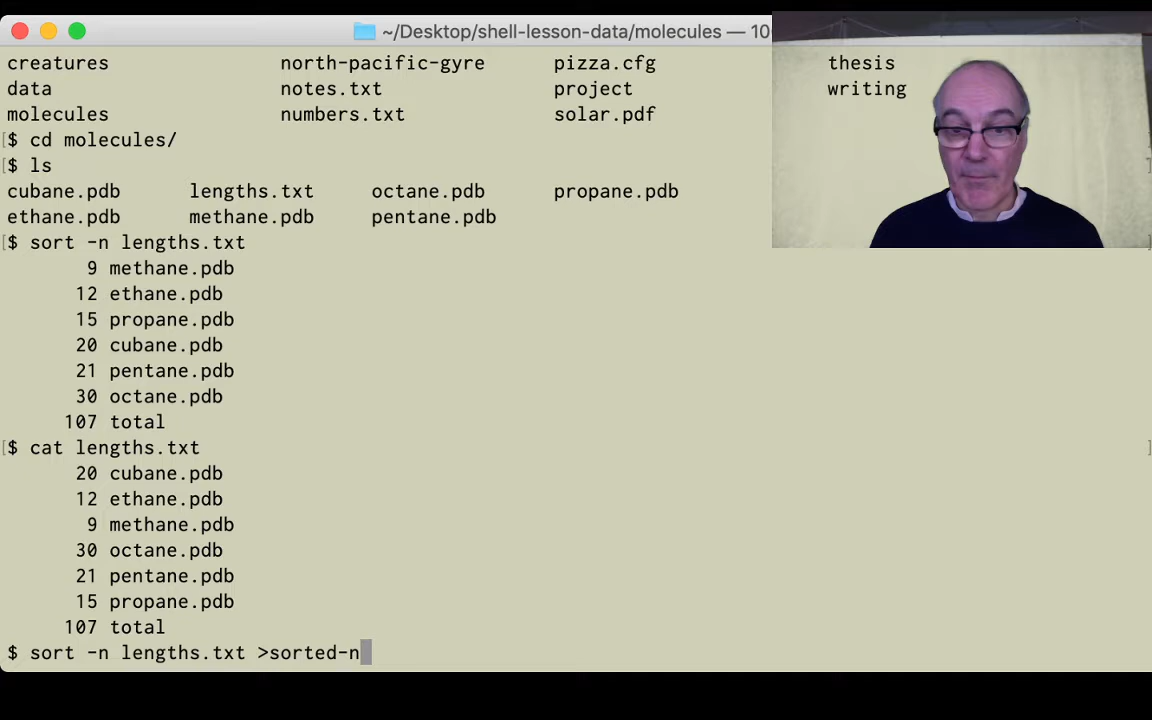 ~/Desktop/shell-lesson-data/molecules — 10
creatures north-pacific-gyre pizza.cfg thesis
data notes.txt project writing
molecules numbers.txt solar.pdf
[$ cd molecules/
[$ ls ]
cubane.pdb lengths.txt octane.pdb propane.pdb
ethane.pdb methane.pdb pentane.pdb
[$ sort -n lengths.txt ]
9 methane.pdb
12 ethane.pdb
15 propane.pdb
20 cubane.pdb
21 pentane.pdb
30 octane.pdb
107 total
[$ cat lengths.txt ]
20 cubane.pdb
12 ethane.pdb
9 methane.pdb
30 octane.pdb
21 pentane.pdb
15 propane.pdb
107 total
$ sort -n lengths.txt >sorted-n